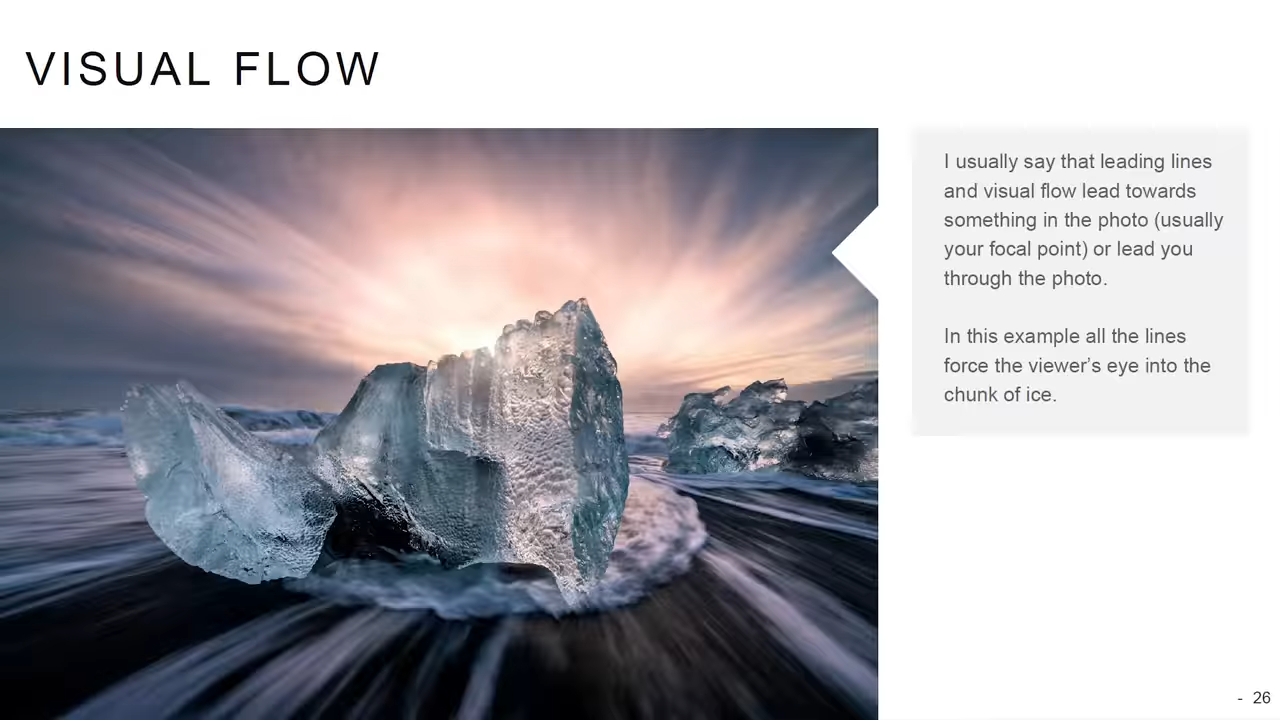 VISUAL FLOW
I usually say that leading lines
and visual flow lead towards
something in the photo (usually
your focal point) or lead you
through the photo.
In this example all the lines
force the viewer’s eye into the
chunk of ice.
- 26